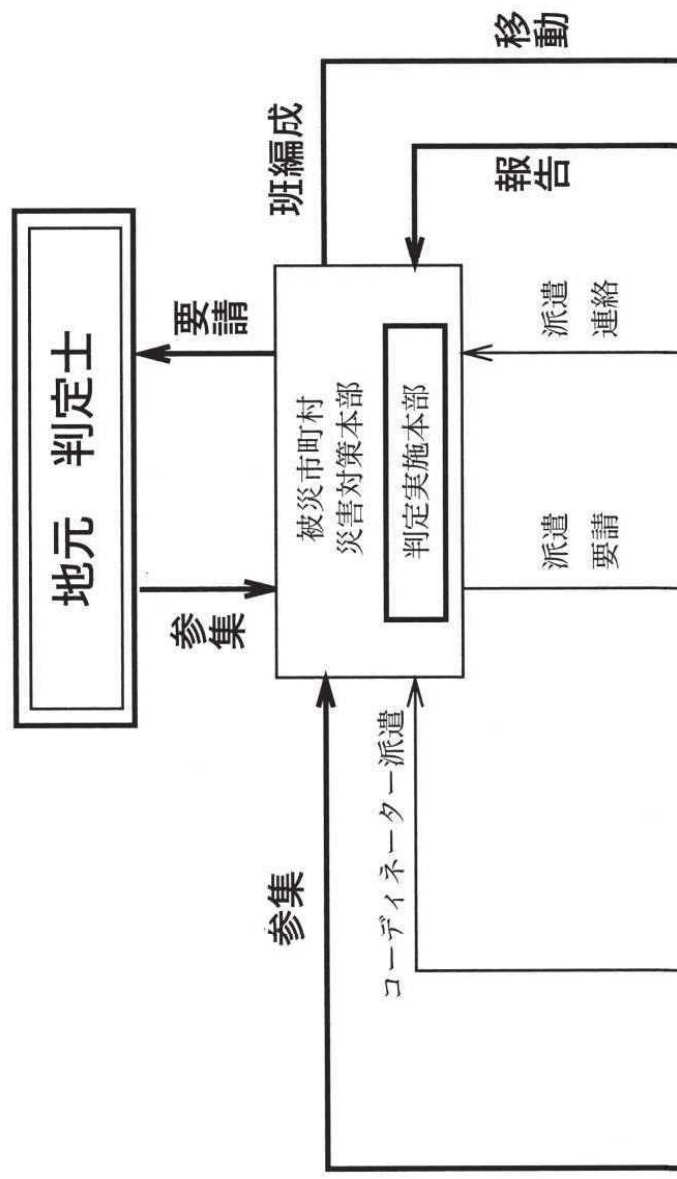 地元 判定士
参集
要請
班編成
移動
報告
被災市町村
災害対策本部
判定実施本部
派遣
連絡
派遣
要請
参集
コーディネーター派遣